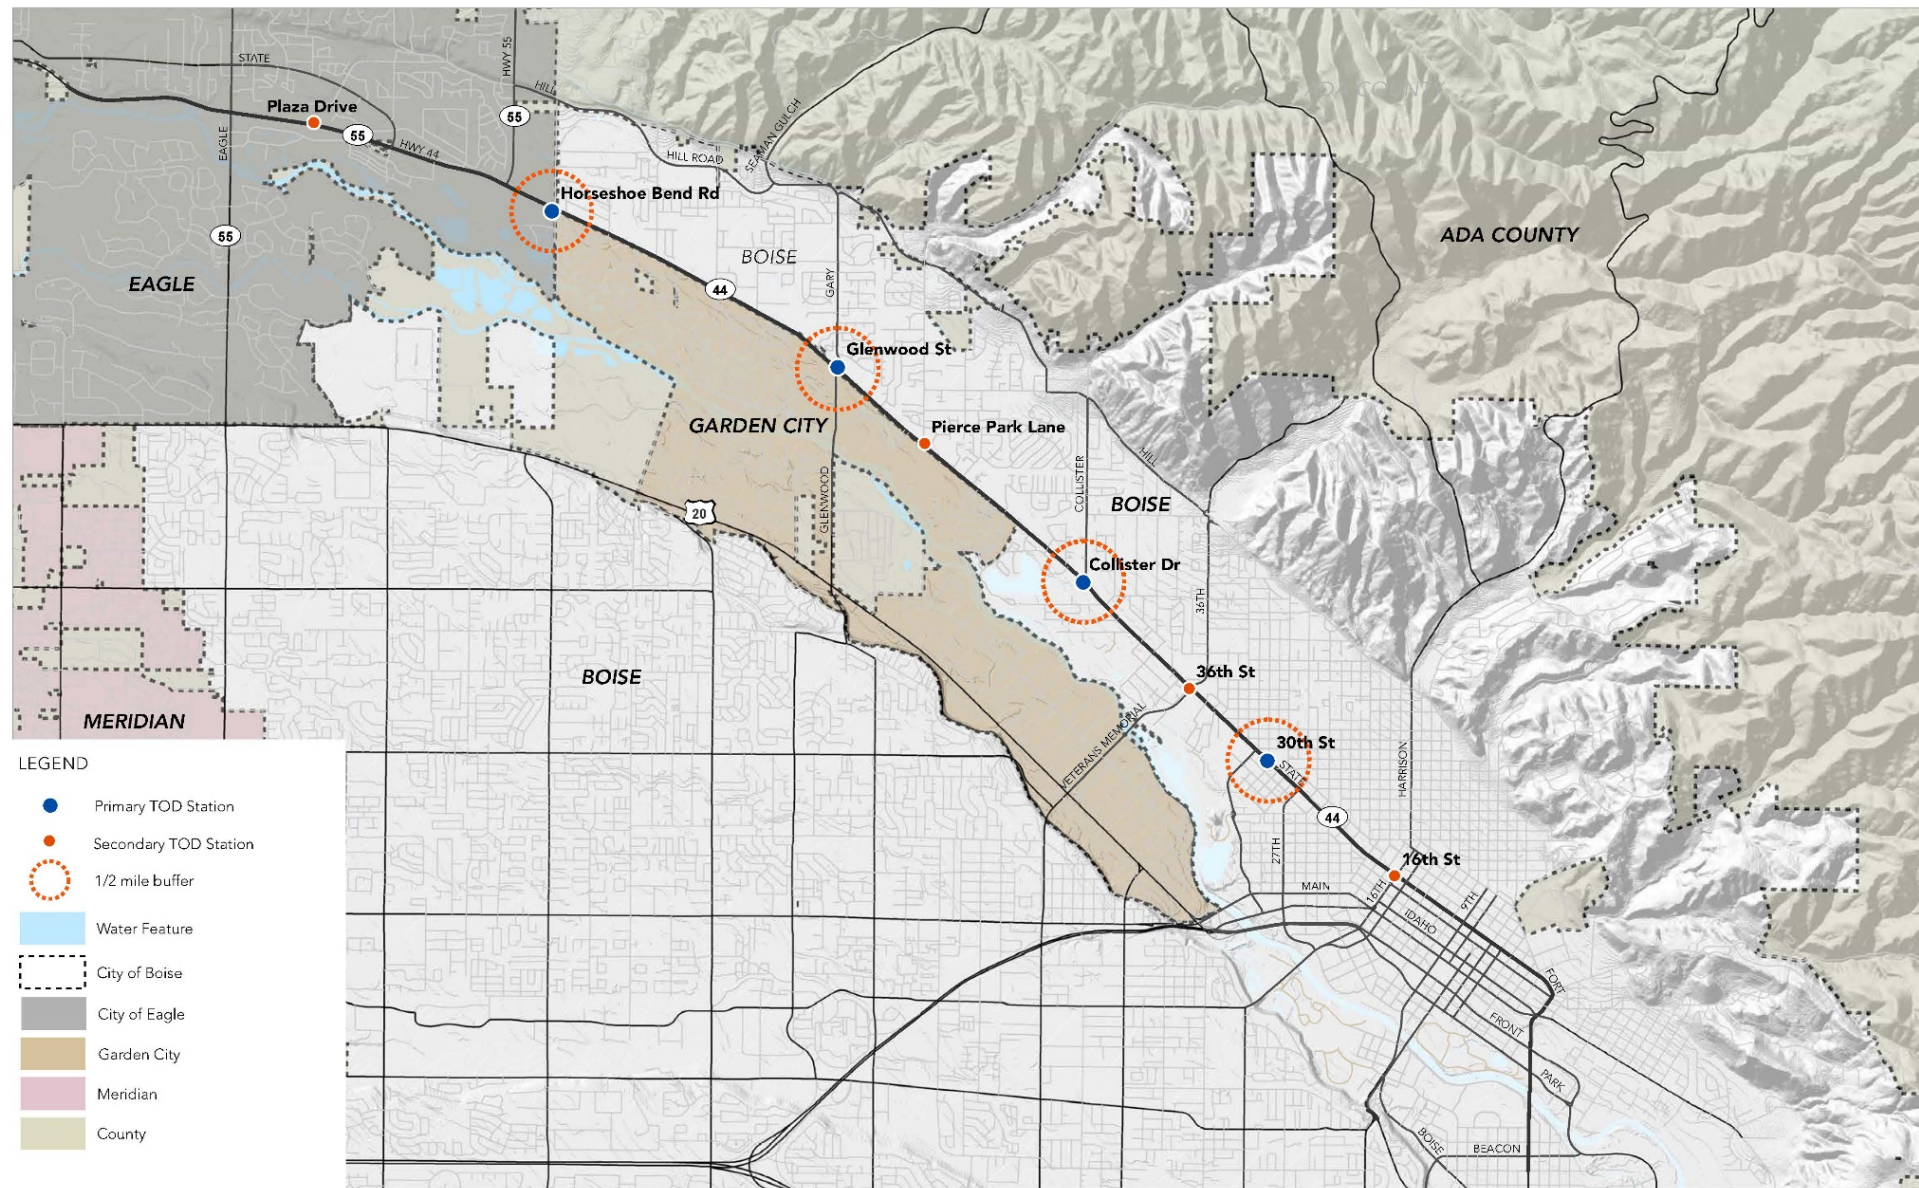 STATE
HWY 55
HILL
Plaza Drive
55
55
HWY 44
EAGLE
SEAMAN GULCH
HILL ROAD
Horseshoe Bend Rd
55
BOISE
ADA COUNTY
EAGLE
GARY
44
Glenwood St
GARDEN CITY
Pierce Park Lane
HILL
COLLISTER
GLENWOOD
BOISE
20
Collister Dr
36TH
BOISE
36th St
MERIDIAN
VETERANS MEMORIAL
30th St
STATE
HARRISON
44
27TH
16th St
MAIN
16TH
9TH
IDAHO
FORT
FRONT
PARK
BOISE
BEACON
LEGEND
Primary TOD Station
Secondary TOD Station
1/2 mile buffer
Water Feature
City of Boise
City of Eagle
Garden City
Meridian
County